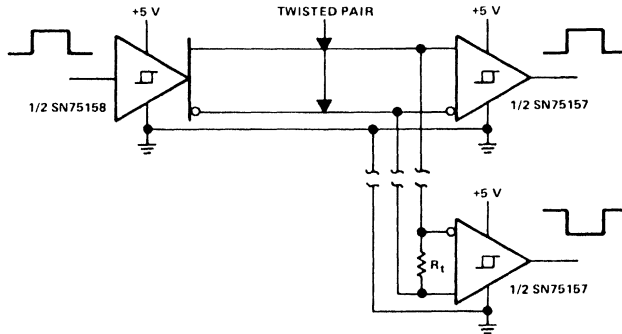 +5 V
TWISTED PAIR
+5 V
1/2 SN75158
1/2 SN75157
+5 V
Rt
1/2 SN75157